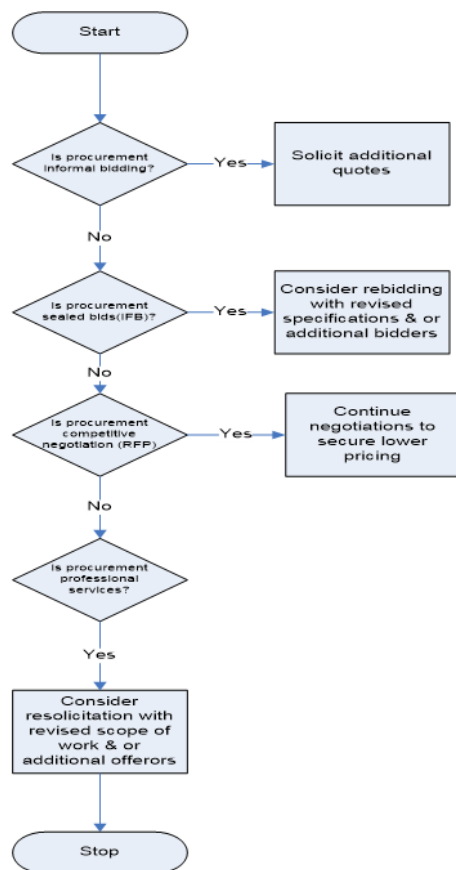 Start
Is procurement
informal bidding?
Yes
Solicit additional
quotes
No
Is procurement
sealed bids(IFB)?
Yes
Consider rebidding
with revised
specifications & or
additional bidders
No
Is procurement
competitive
negotiation (RFP)
Yes
Continue
negotiations to
secure lower
pricing
No
Is procurement
professional
services?
Yes
Consider
resolicitation with
revised scope of
work & or
additional offerors
Stop